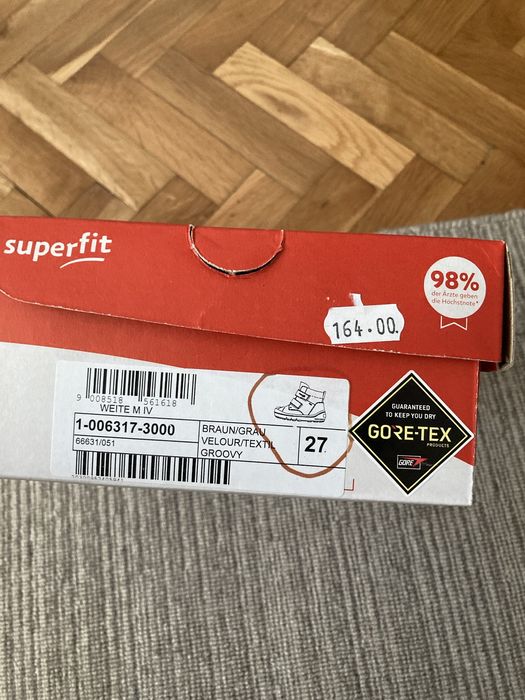 superfit
98%
der Ärzte geben
die Höchstnote*
164.00
9 008518 561618
WEITE M IV
1-006317-3000
66631/051
BRAUN/GRAU
VELOUR/TEXTIL
GROOVY
27
GUARANTEED
TO KEEP YOU DRY
GORE-TEX
PRODUCTS
GORE